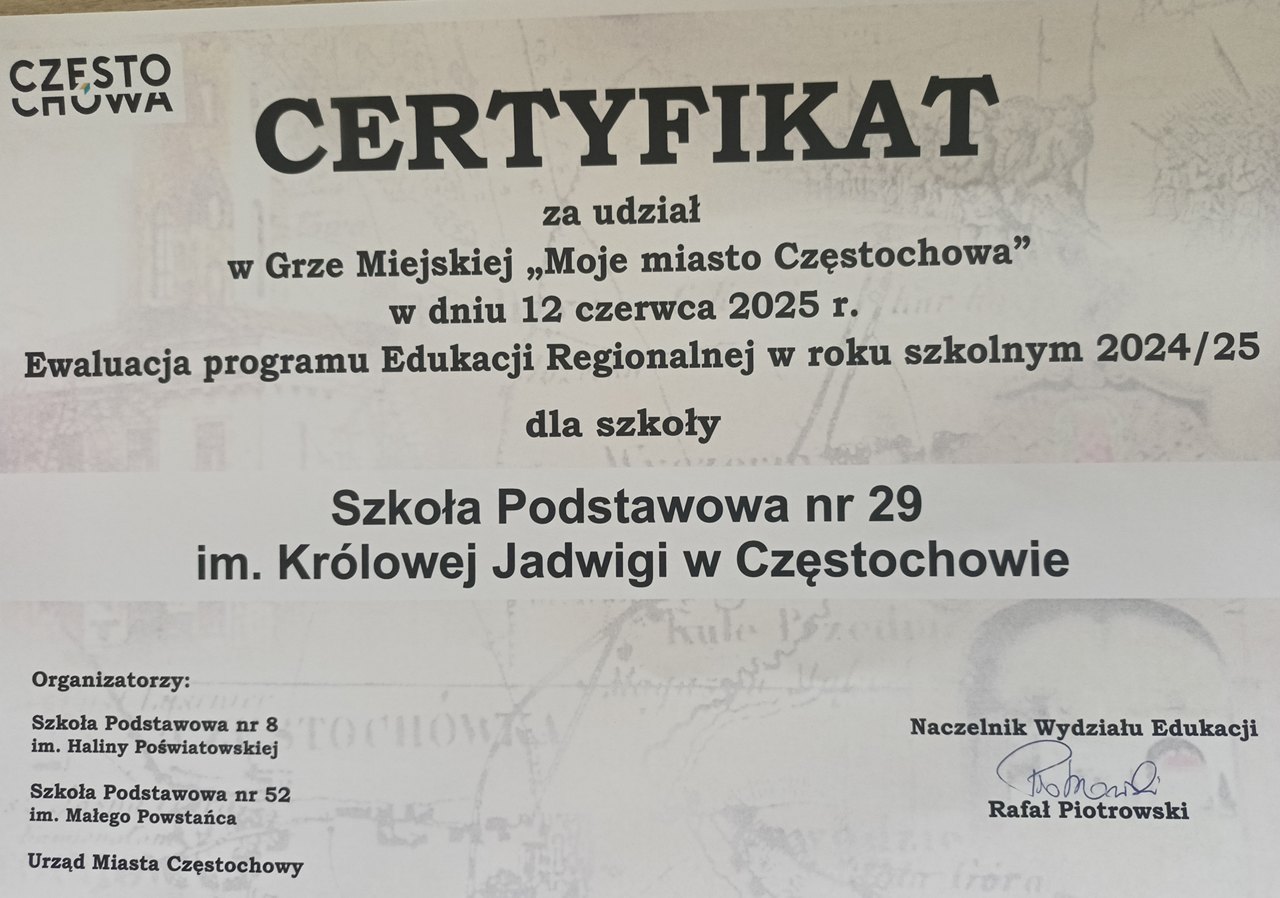 CZĘSTO
CHOWA
CERTYFIKAT
za udział
w Grze Miejskiej „Moje miasto Częstochowa”
w dniu 12 czerwca 2025 r.
Ewaluacja programu Edukacji Regionalnej w roku szkolnym 2024/25
dla szkoły
Szkoła Podstawowa nr 29
im. Królowej Jadwigi w Częstochowie
Organizatorzy:
Szkoła Podstawowa nr 8
im. Haliny Poświatowskiej
Szkoła Podstawowa nr 52
im. Małego Powstańca
Urząd Miasta Częstochowy
Naczelnik Wydziału Edukacji
Piotrowski
Rafał Piotrowski